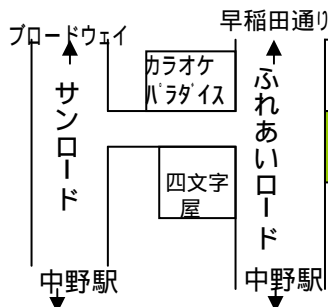 ブロードウェイ
早稲田通り
カラオケ
パラダイス
サンロード
ふれあいロード
四文字
屋
中野駅
中野駅